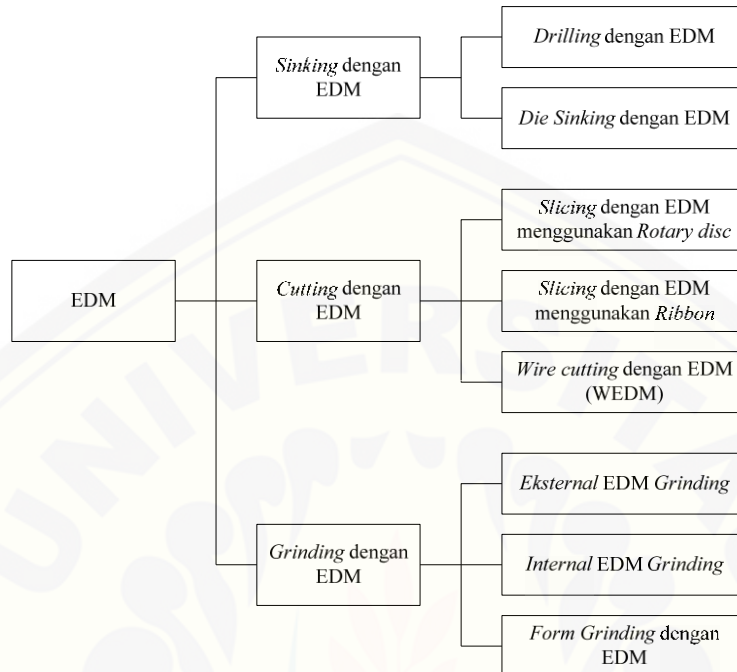 EDM
Sinking dengan
EDM
Drilling dengan EDM
Die Sinking dengan EDM
Cutting dengan
EDM
Slicing dengan EDM
menggunakan Rotary disc
Slicing dengan EDM
menggunakan Ribbon
Wire cutting dengan EDM
(WEDM)
Grinding dengan
EDM
Eksternal EDM Grinding
Internal EDM Grinding
Form Grinding dengan
EDM
UNIVERSITA